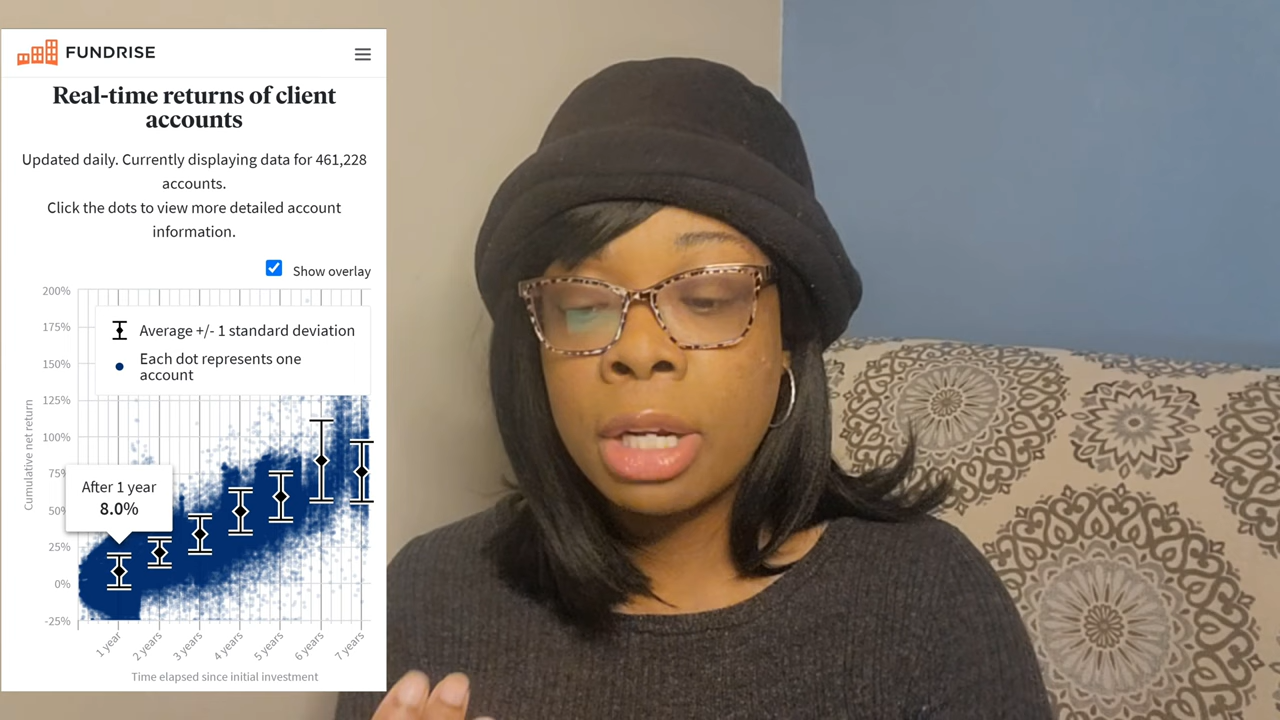 FUNDRISE
Real-time returns of client
accounts
Updated daily. Currently displaying data for 461,228
accounts.
Click the dots to view more detailed account
information.
Show overlay
200%
175%
150%
125%
100%
75%
50%
25%
0%
-25%
Average +/- 1 standard deviation
Each dot represents one
account
Cumulative net return
After 1 year
8.0%
1 year
2 years
3 years
4 years
5 years
6 years
7 years
Time elapsed since initial investment